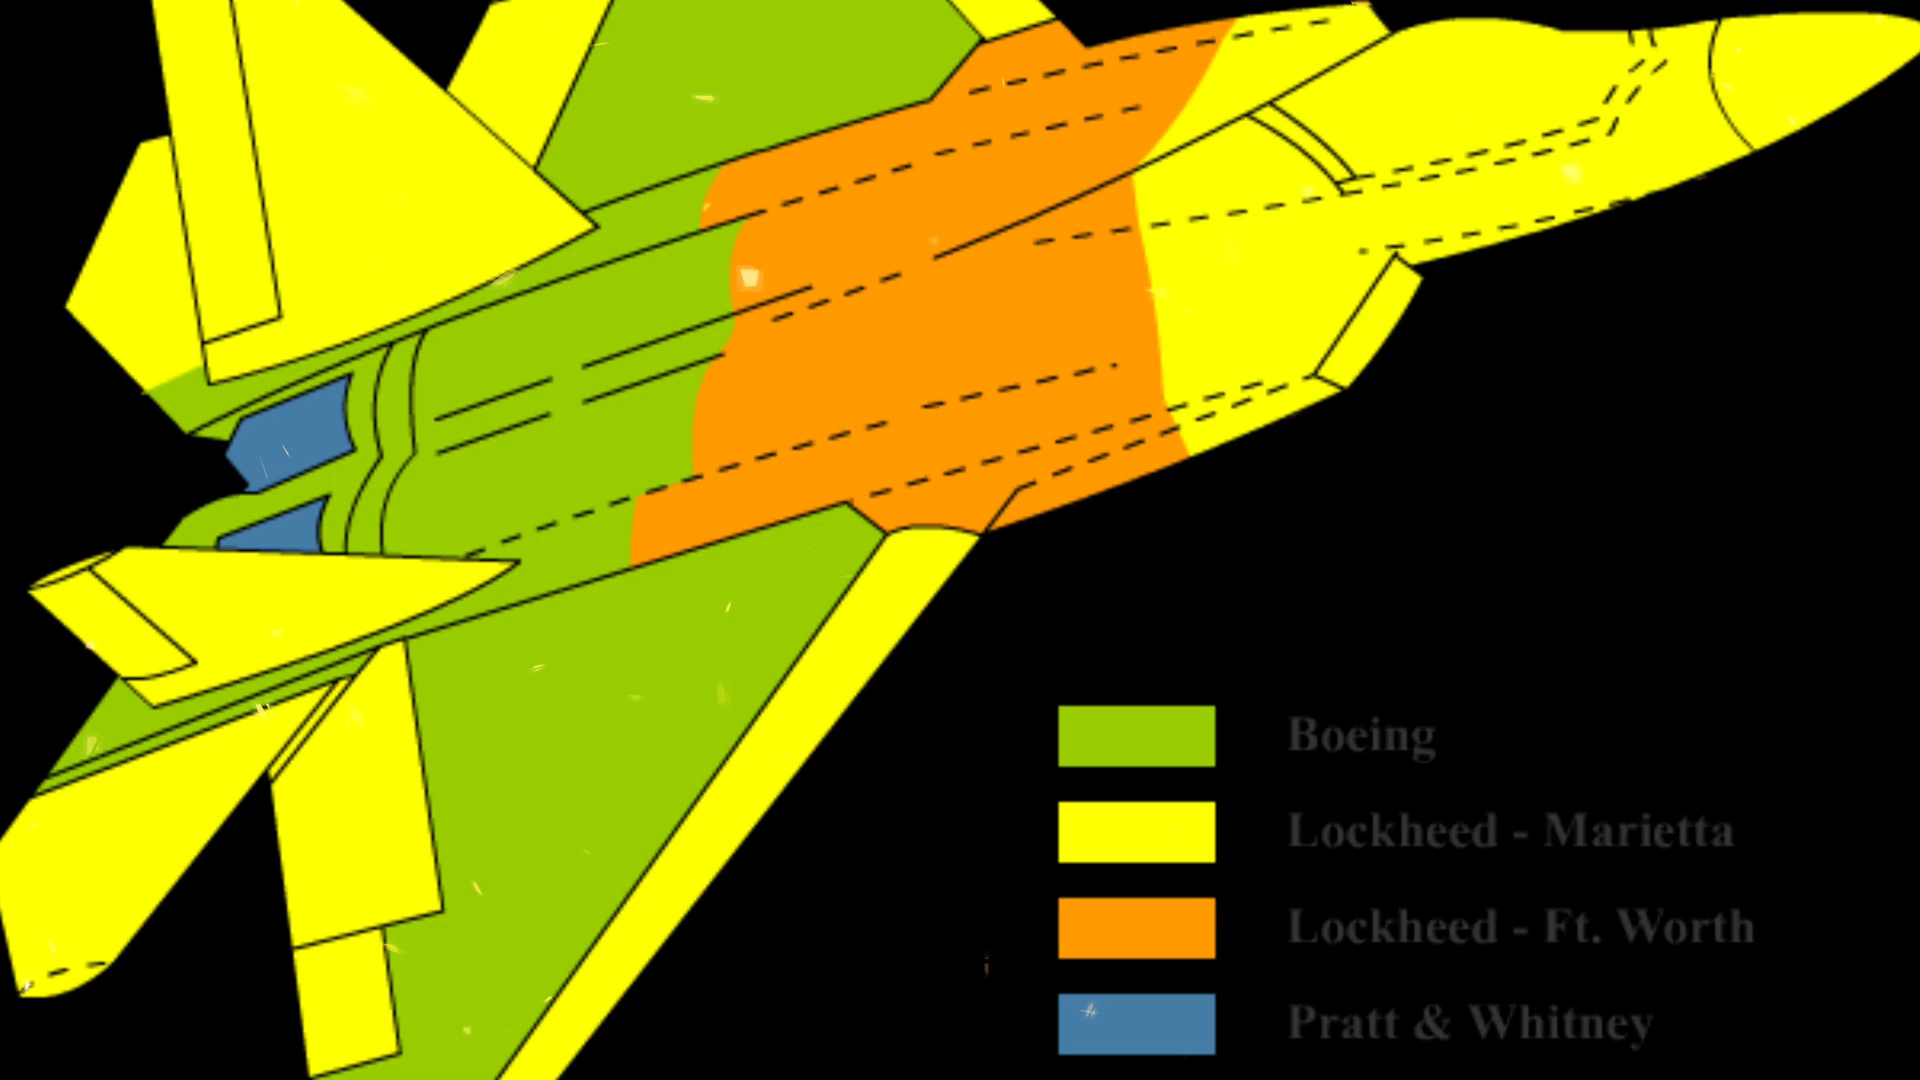 Boeing
Lockheed - Marietta
Lockheed - Ft. Worth
Pratt & Whitney